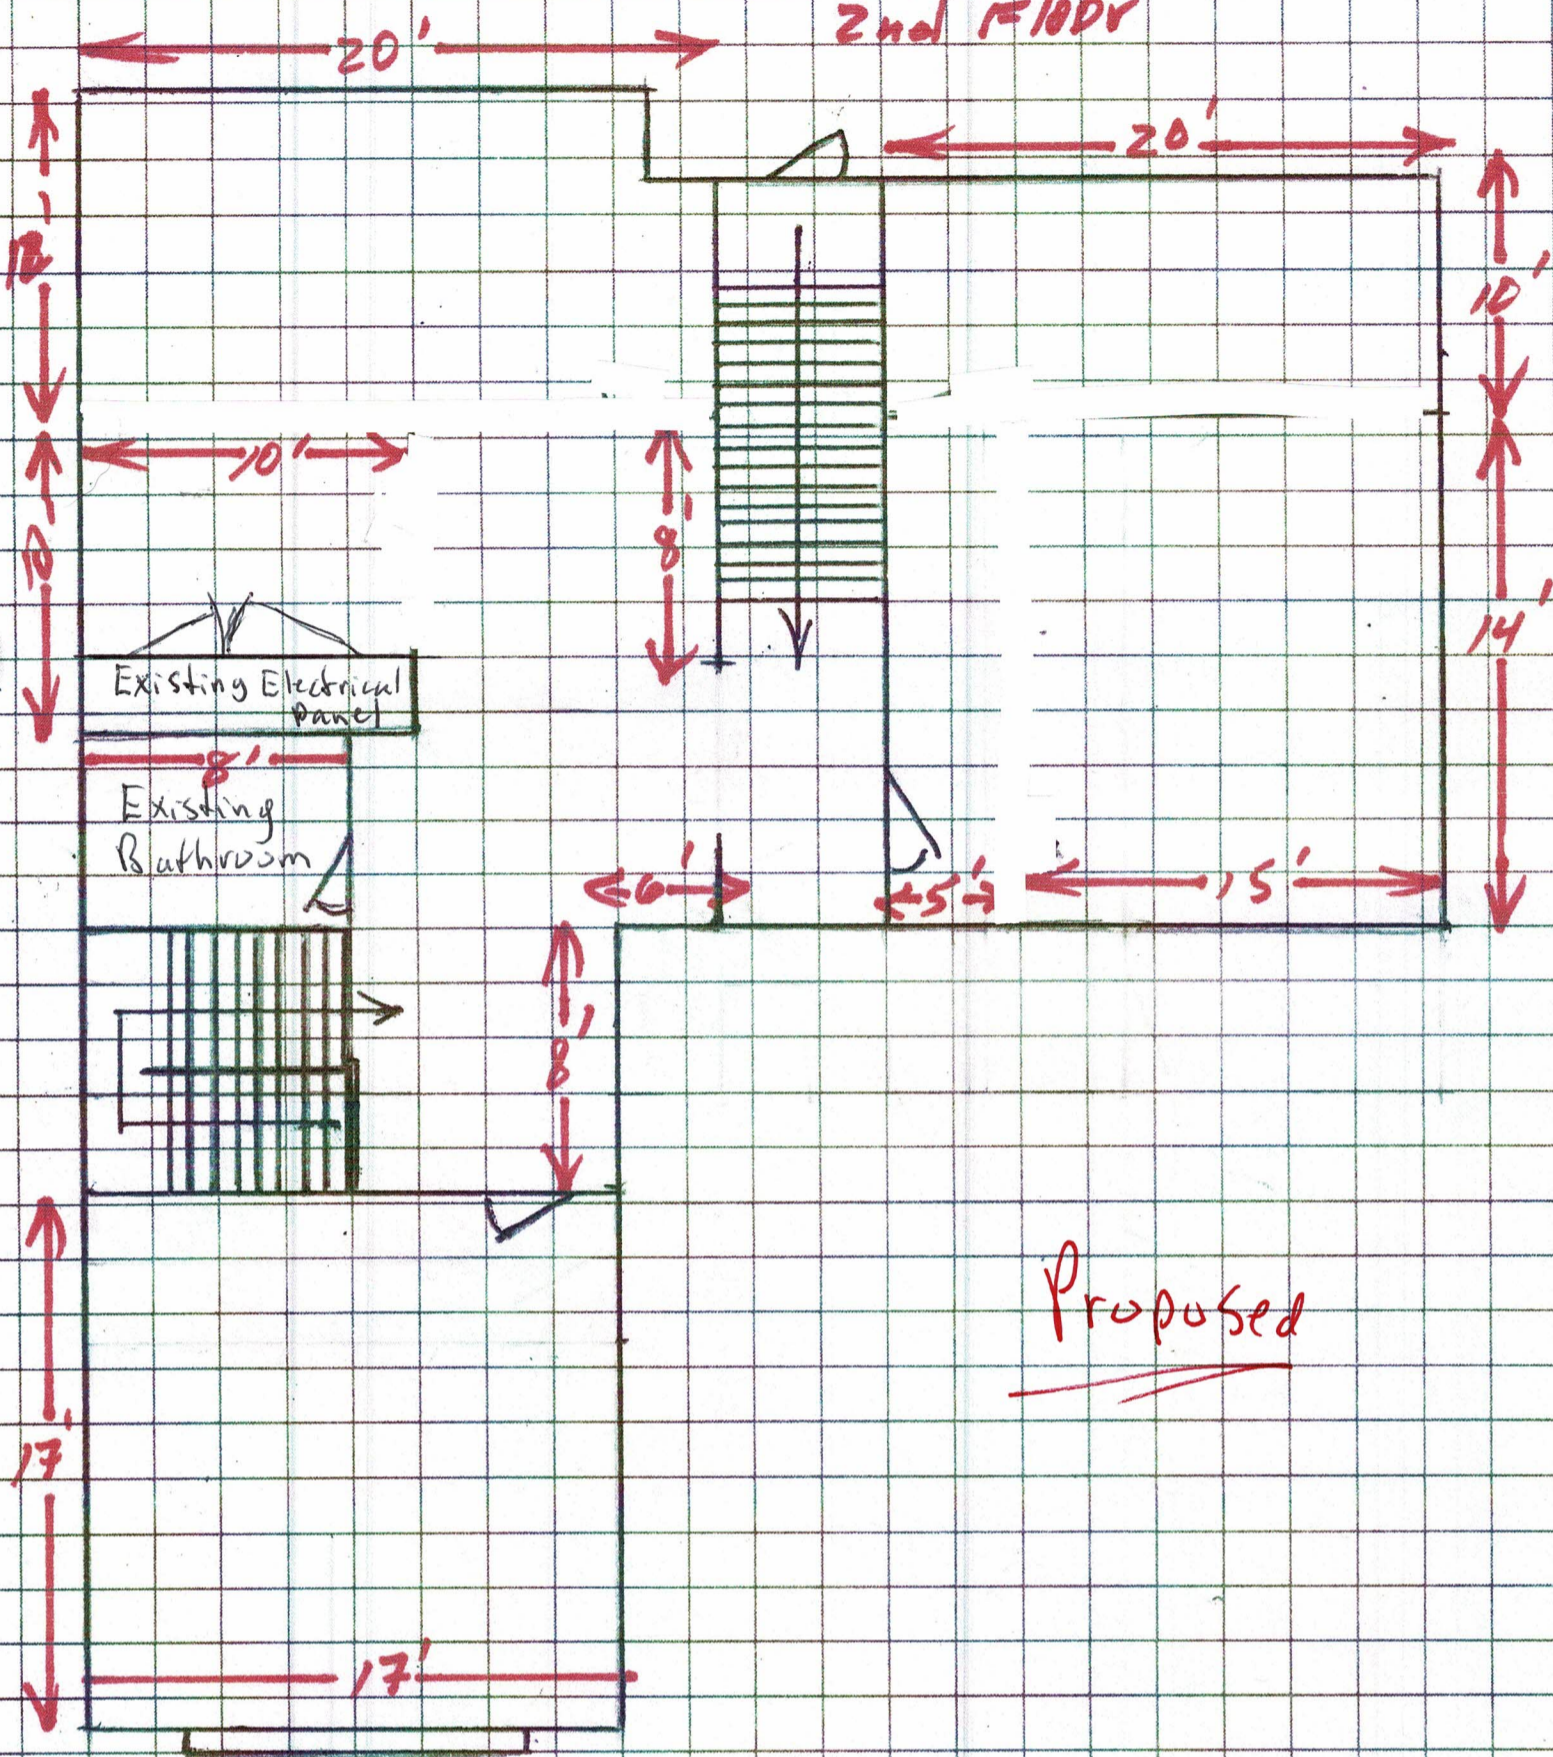 2nd Floor
20'
20'
12'
10'
10'
10'
8'
14'
Existing Electrical
Panel
8'
Existing
Bathroom
6'
5'
15'
8'
Proposed
17'
17'